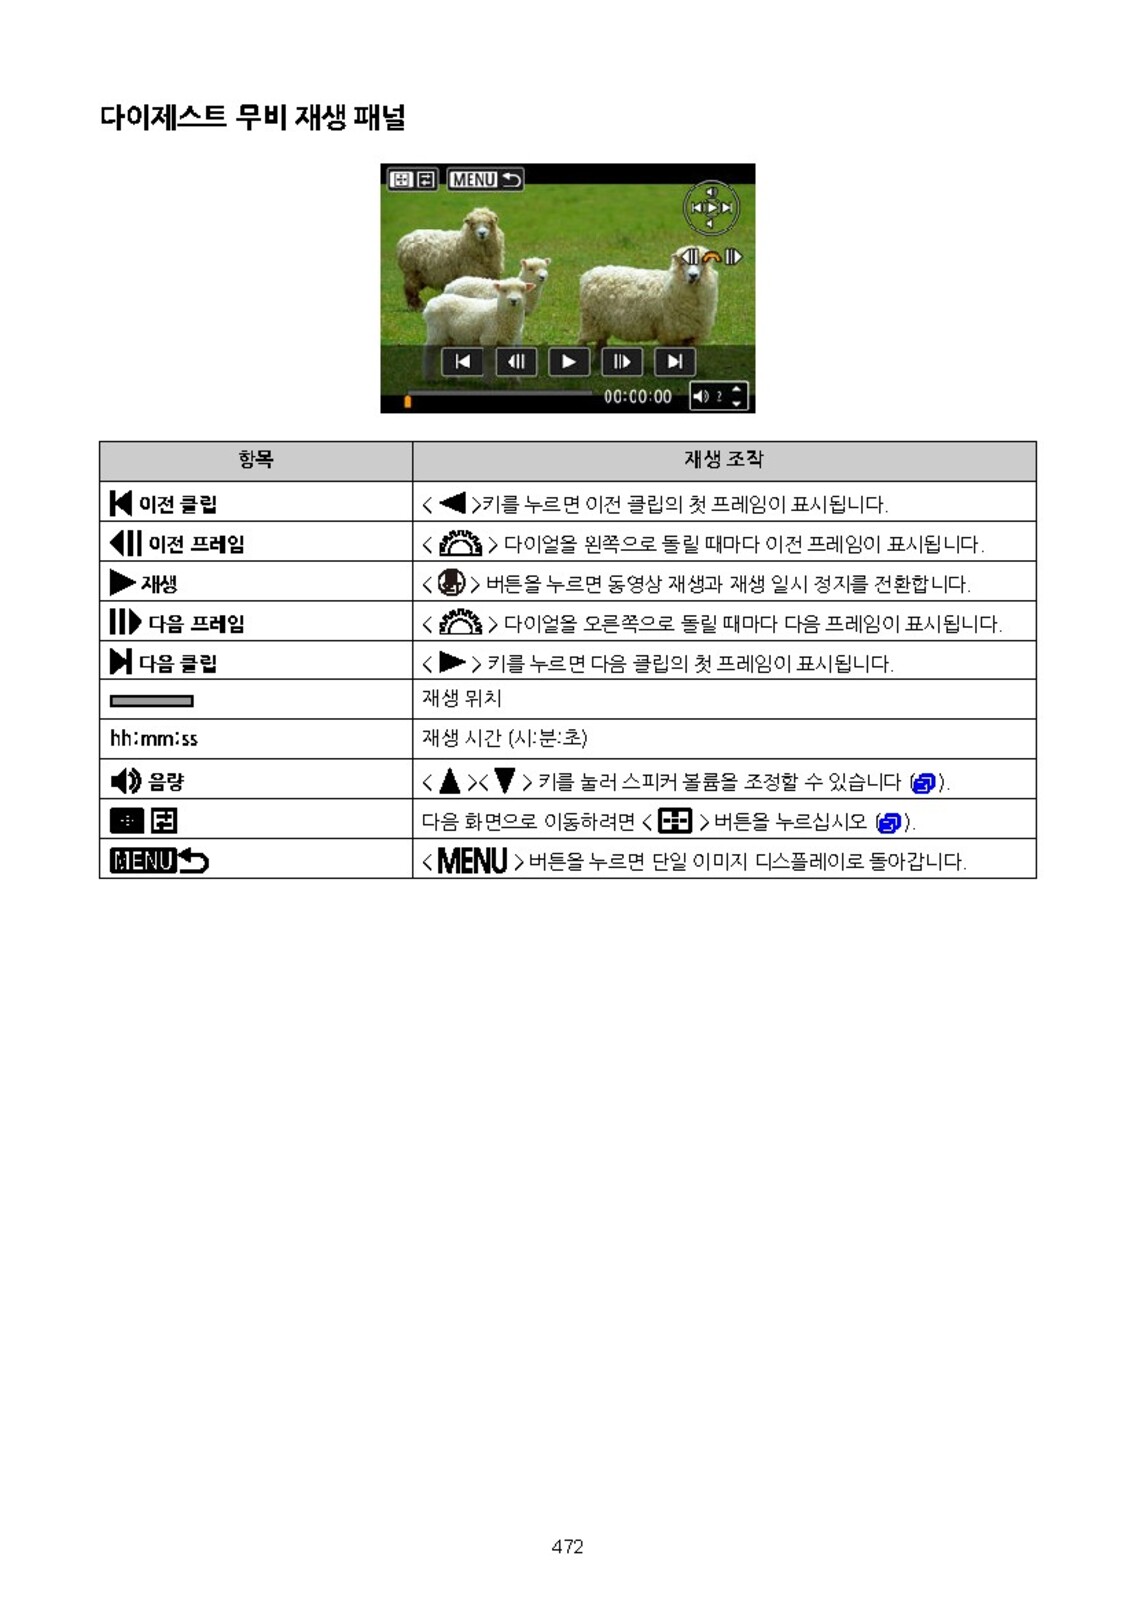 다이제스트 무비 재생 패널
MENU
00:00:00 2
항목 재생 조작
이전 클립 < ◀ >키를 누르면 이전 클립의 첫 프레임이 표시됩니다.
이전 프레임 < > 다이얼을 왼쪽으로 돌릴 때마다 이전 프레임이 표시됩니다.
▶ 재생 < > 버튼을 누르면 동영상 재생과 재생 일시 정지를 전환합니다.
다음 프레임 < > 다이얼을 오른쪽으로 돌릴 때마다 다음 프레임이 표시됩니다.
다음 클립 < ▶ > 키를 누르면 다음 클립의 첫 프레임이 표시됩니다.
재생 위치
hh:mm:ss 재생 시간 (시:분:초)
음량 < ▲ >< ▼ > 키를 눌러 스피커 볼륨을 조정할 수 있습니다 ( ).
다음 화면으로 이동하려면 < > 버튼을 누르십시오 ( ).
MENU < MENU > 버튼을 누르면 단일 이미지 디스플레이로 돌아갑니다.
472